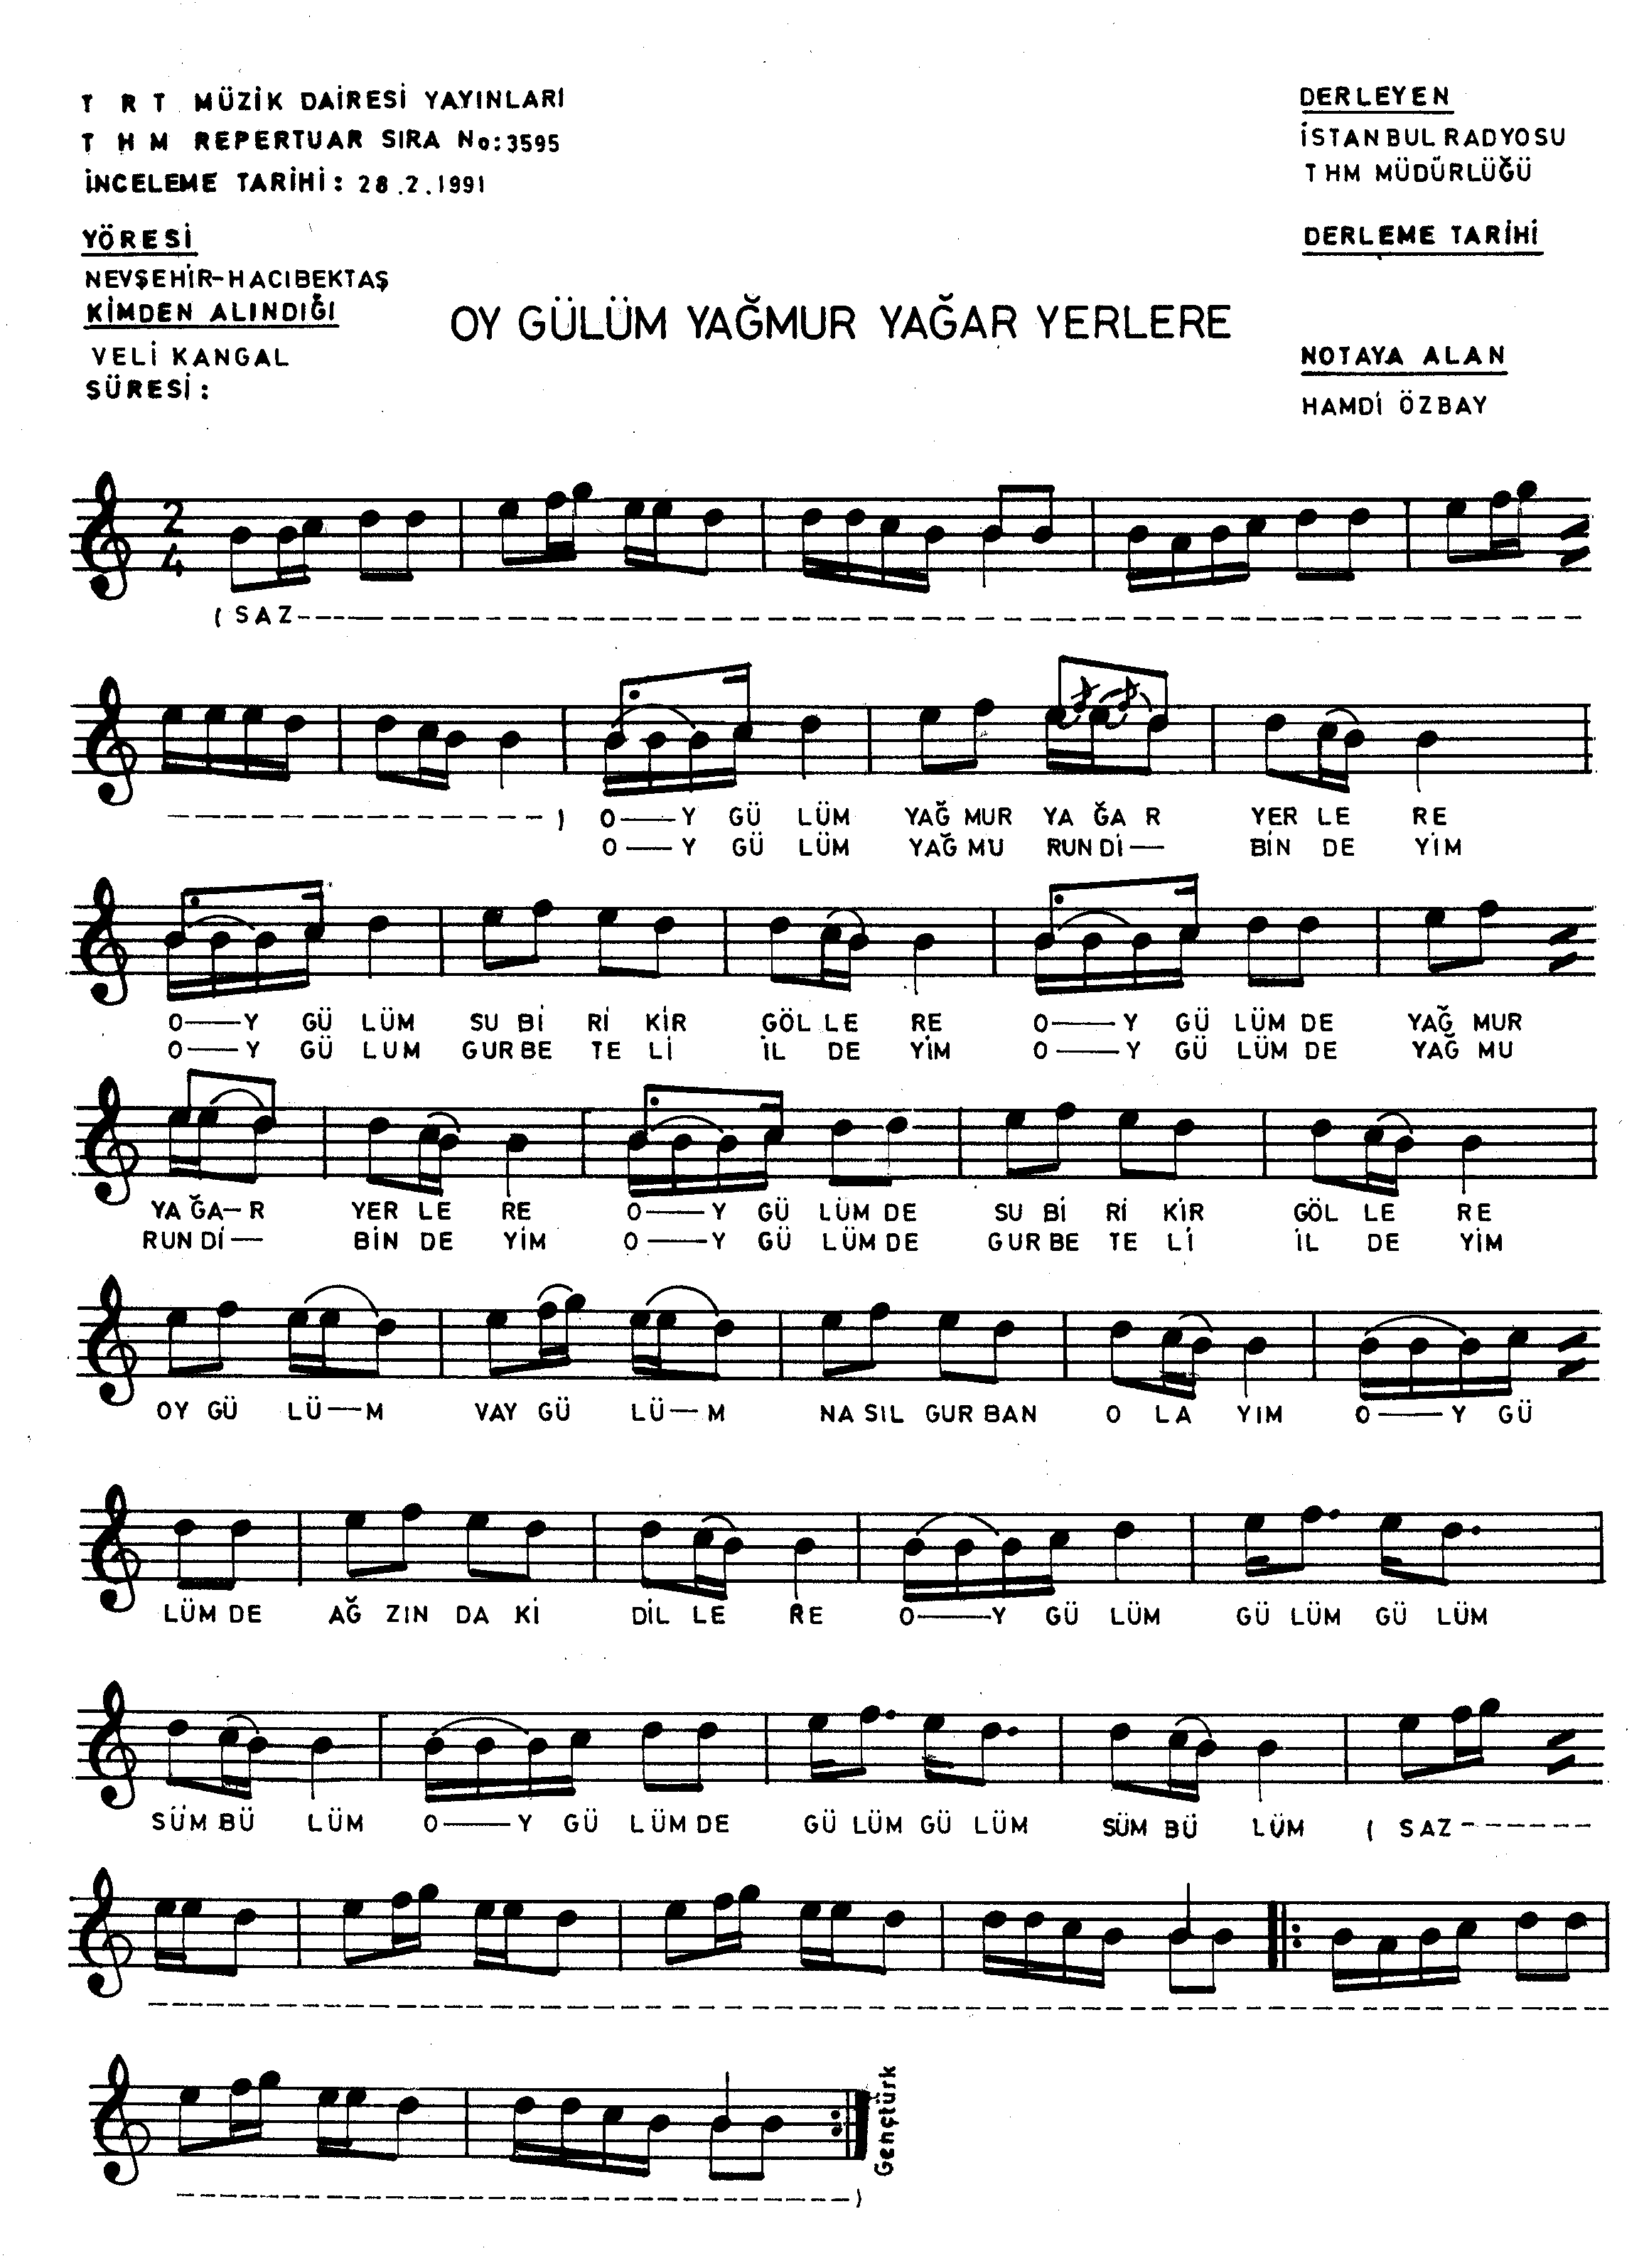 T R T MÜZİK DAİRESİ YAYINLARI
T H M REPERTUAR SIRA No:3595
İNCELEME TARİHİ: 28.2.1991
YÖRESİ
NEVŞEHİR-HACIBEKTAŞ
KİMDEN ALINDIĞI
VELİ KANGAL
SÜRESİ:
DERLEYEN
İSTANBUL RADYOSU
THM MÜDÜRLÜĞÜ
DERLEME TARİHİ
NOTAYA ALAN
HAMDİ ÖZBAY
OY GÜLÜM YAĞMUR YAĞAR YERLERE
2
4
( SAZ
) O—Y GÜ LÜM YAĞ MUR YA ĞA R YER LE RE
O—Y GÜ LÜM YAĞ MU RUN Dİ— BİN DE YİM
O—Y GÜ LÜM SU Bİ Rİ KİR GÖL LE RE O—Y GÜ LÜM DE YAĞ MUR
O—Y GÜ LUM GUR BE TE Lİ İL DE YİM O—Y GÜ LÜM DE YAĞ MU
YA ĞA—R YER LE RE O—Y GÜ LÜM DE SU Bİ Rİ KİR GÖL LE RE
RUN Dİ— BİN DE YİM O—Y GÜ LÜM DE GUR BE TE Lİ İL DE YİM
OY GÜ LÜ—M VAY GÜ LÜ—M NA SIL GUR BAN O LA YIM O—Y GÜ
LÜM DE AĞ ZIN DA Kİ DİL LE RE O—Y GÜ LÜM GÜ LÜM GÜ LÜM
SÜM BÜ LÜM O—Y GÜ LÜM DE GÜ LÜM GÜ LÜM SÜM BÜ LÜM ( SAZ
)
Gençtürk